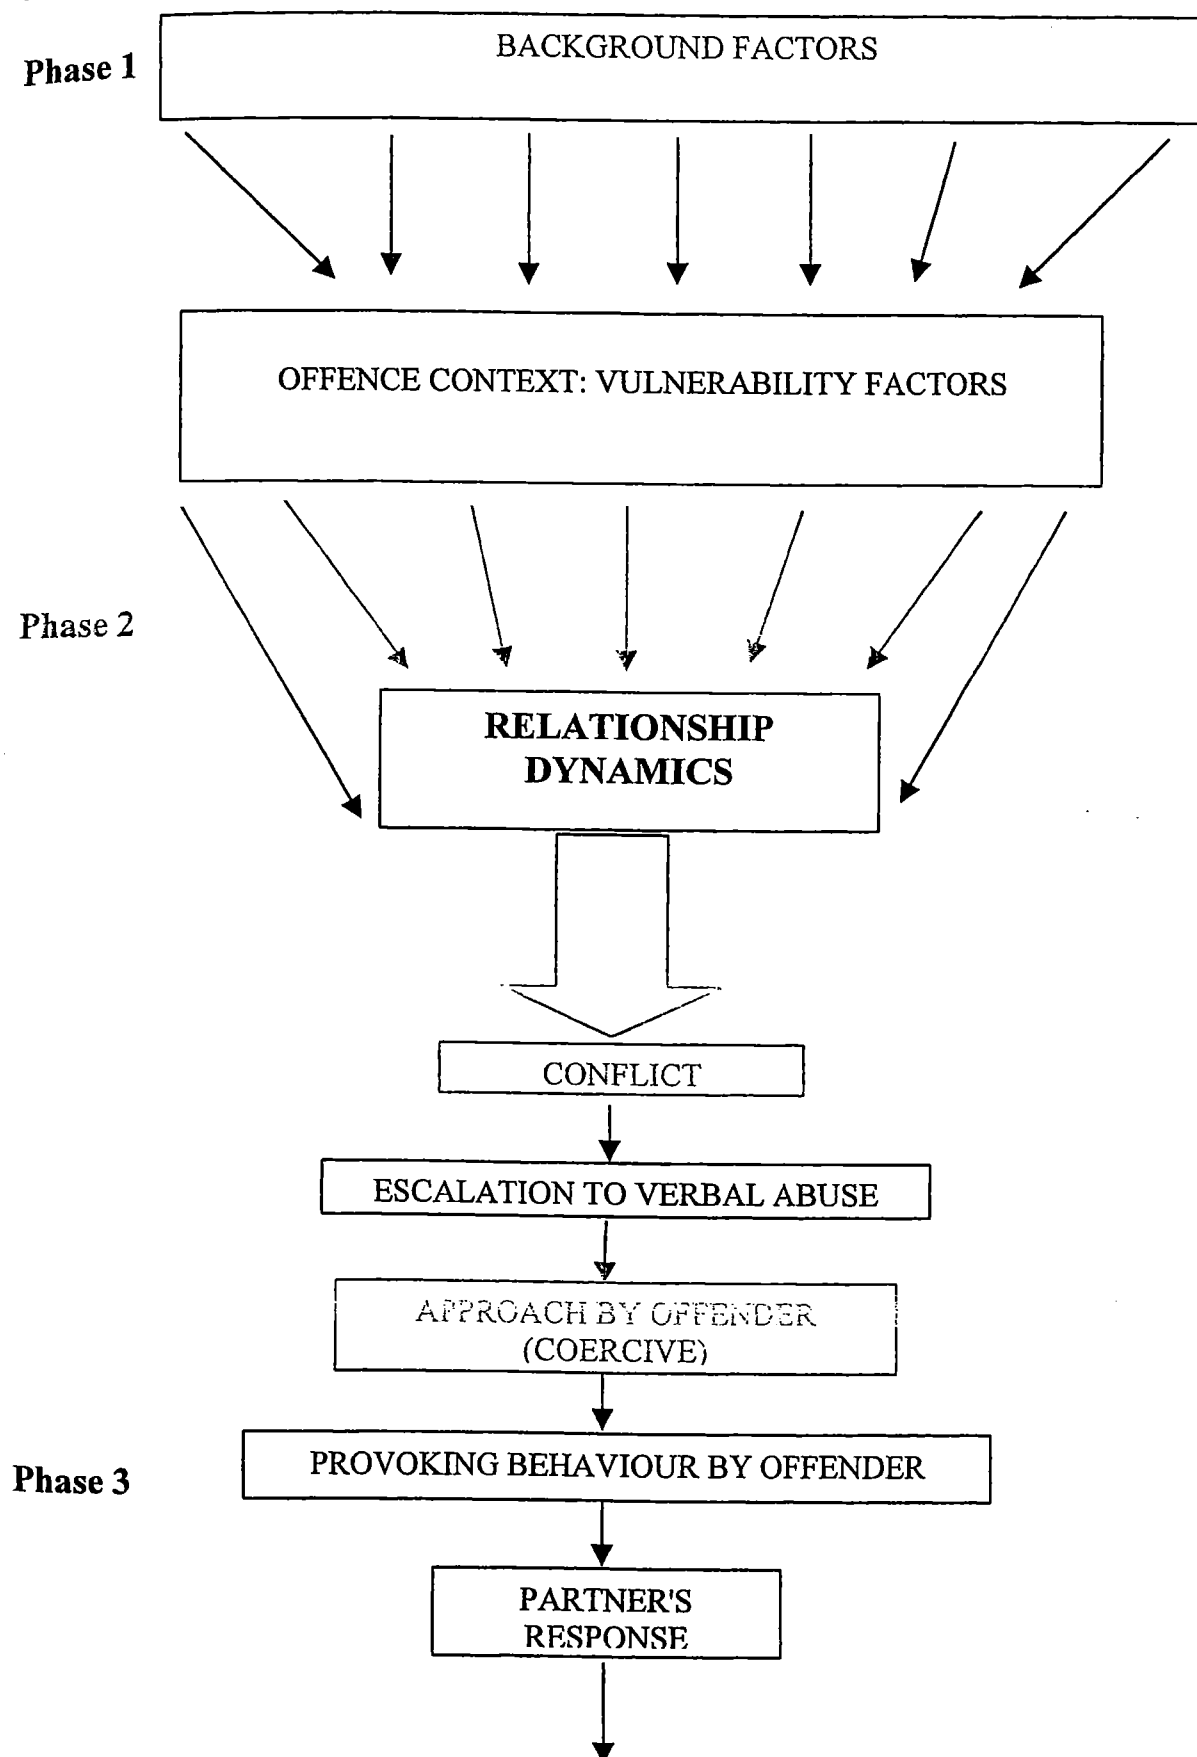 BACKGROUND FACTORS
Phase 1
OFFENCE CONTEXT: VULNERABILITY FACTORS
Phase 2
RELATIONSHIP
DYNAMICS
CONFLICT
ESCALATION TO VERBAL ABUSE
APPROACH BY OFFENDER
(COERCIVE)
PROVOKING BEHAVIOUR BY OFFENDER
Phase 3
PARTNER'S
RESPONSE